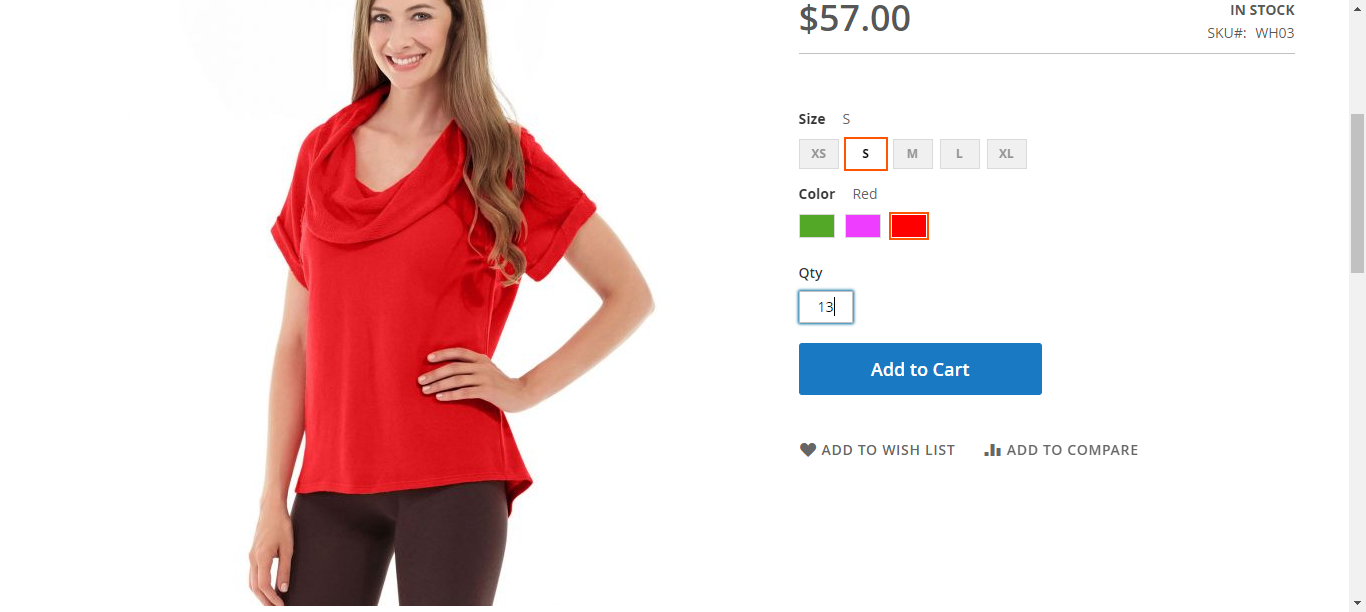 $57.00
IN STOCK
SKU#: WH03
Size S
XS S M L XL
Color Red
Qty
13
Add to Cart
ADD TO WISH LIST ADD TO COMPARE